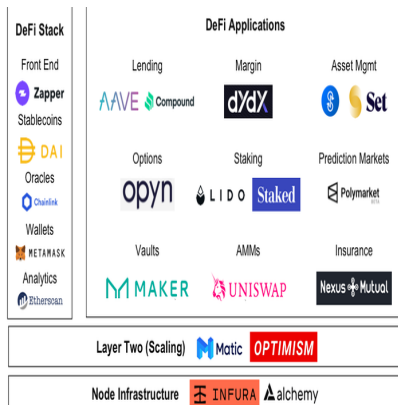 DeFi Stack
Front End
Zapper
Stablecoins
DAI
Oracles
Chainlink
Wallets
METAMASK
Analytics
Etherscan
DeFi Applications
Lending
Margin
Asset Mgmt
AAVE
Compound
dYdX
Set
Options
Staking
Prediction Markets
opyn
LIDO
Staked
Polymarket
BETA
Vaults
AMMs
Insurance
MAKER
UNISWAP
Nexus Mutual
Layer Two (Scaling)
Matic
OPTIMISM
Node Infrastructure
INFURA
alchemy